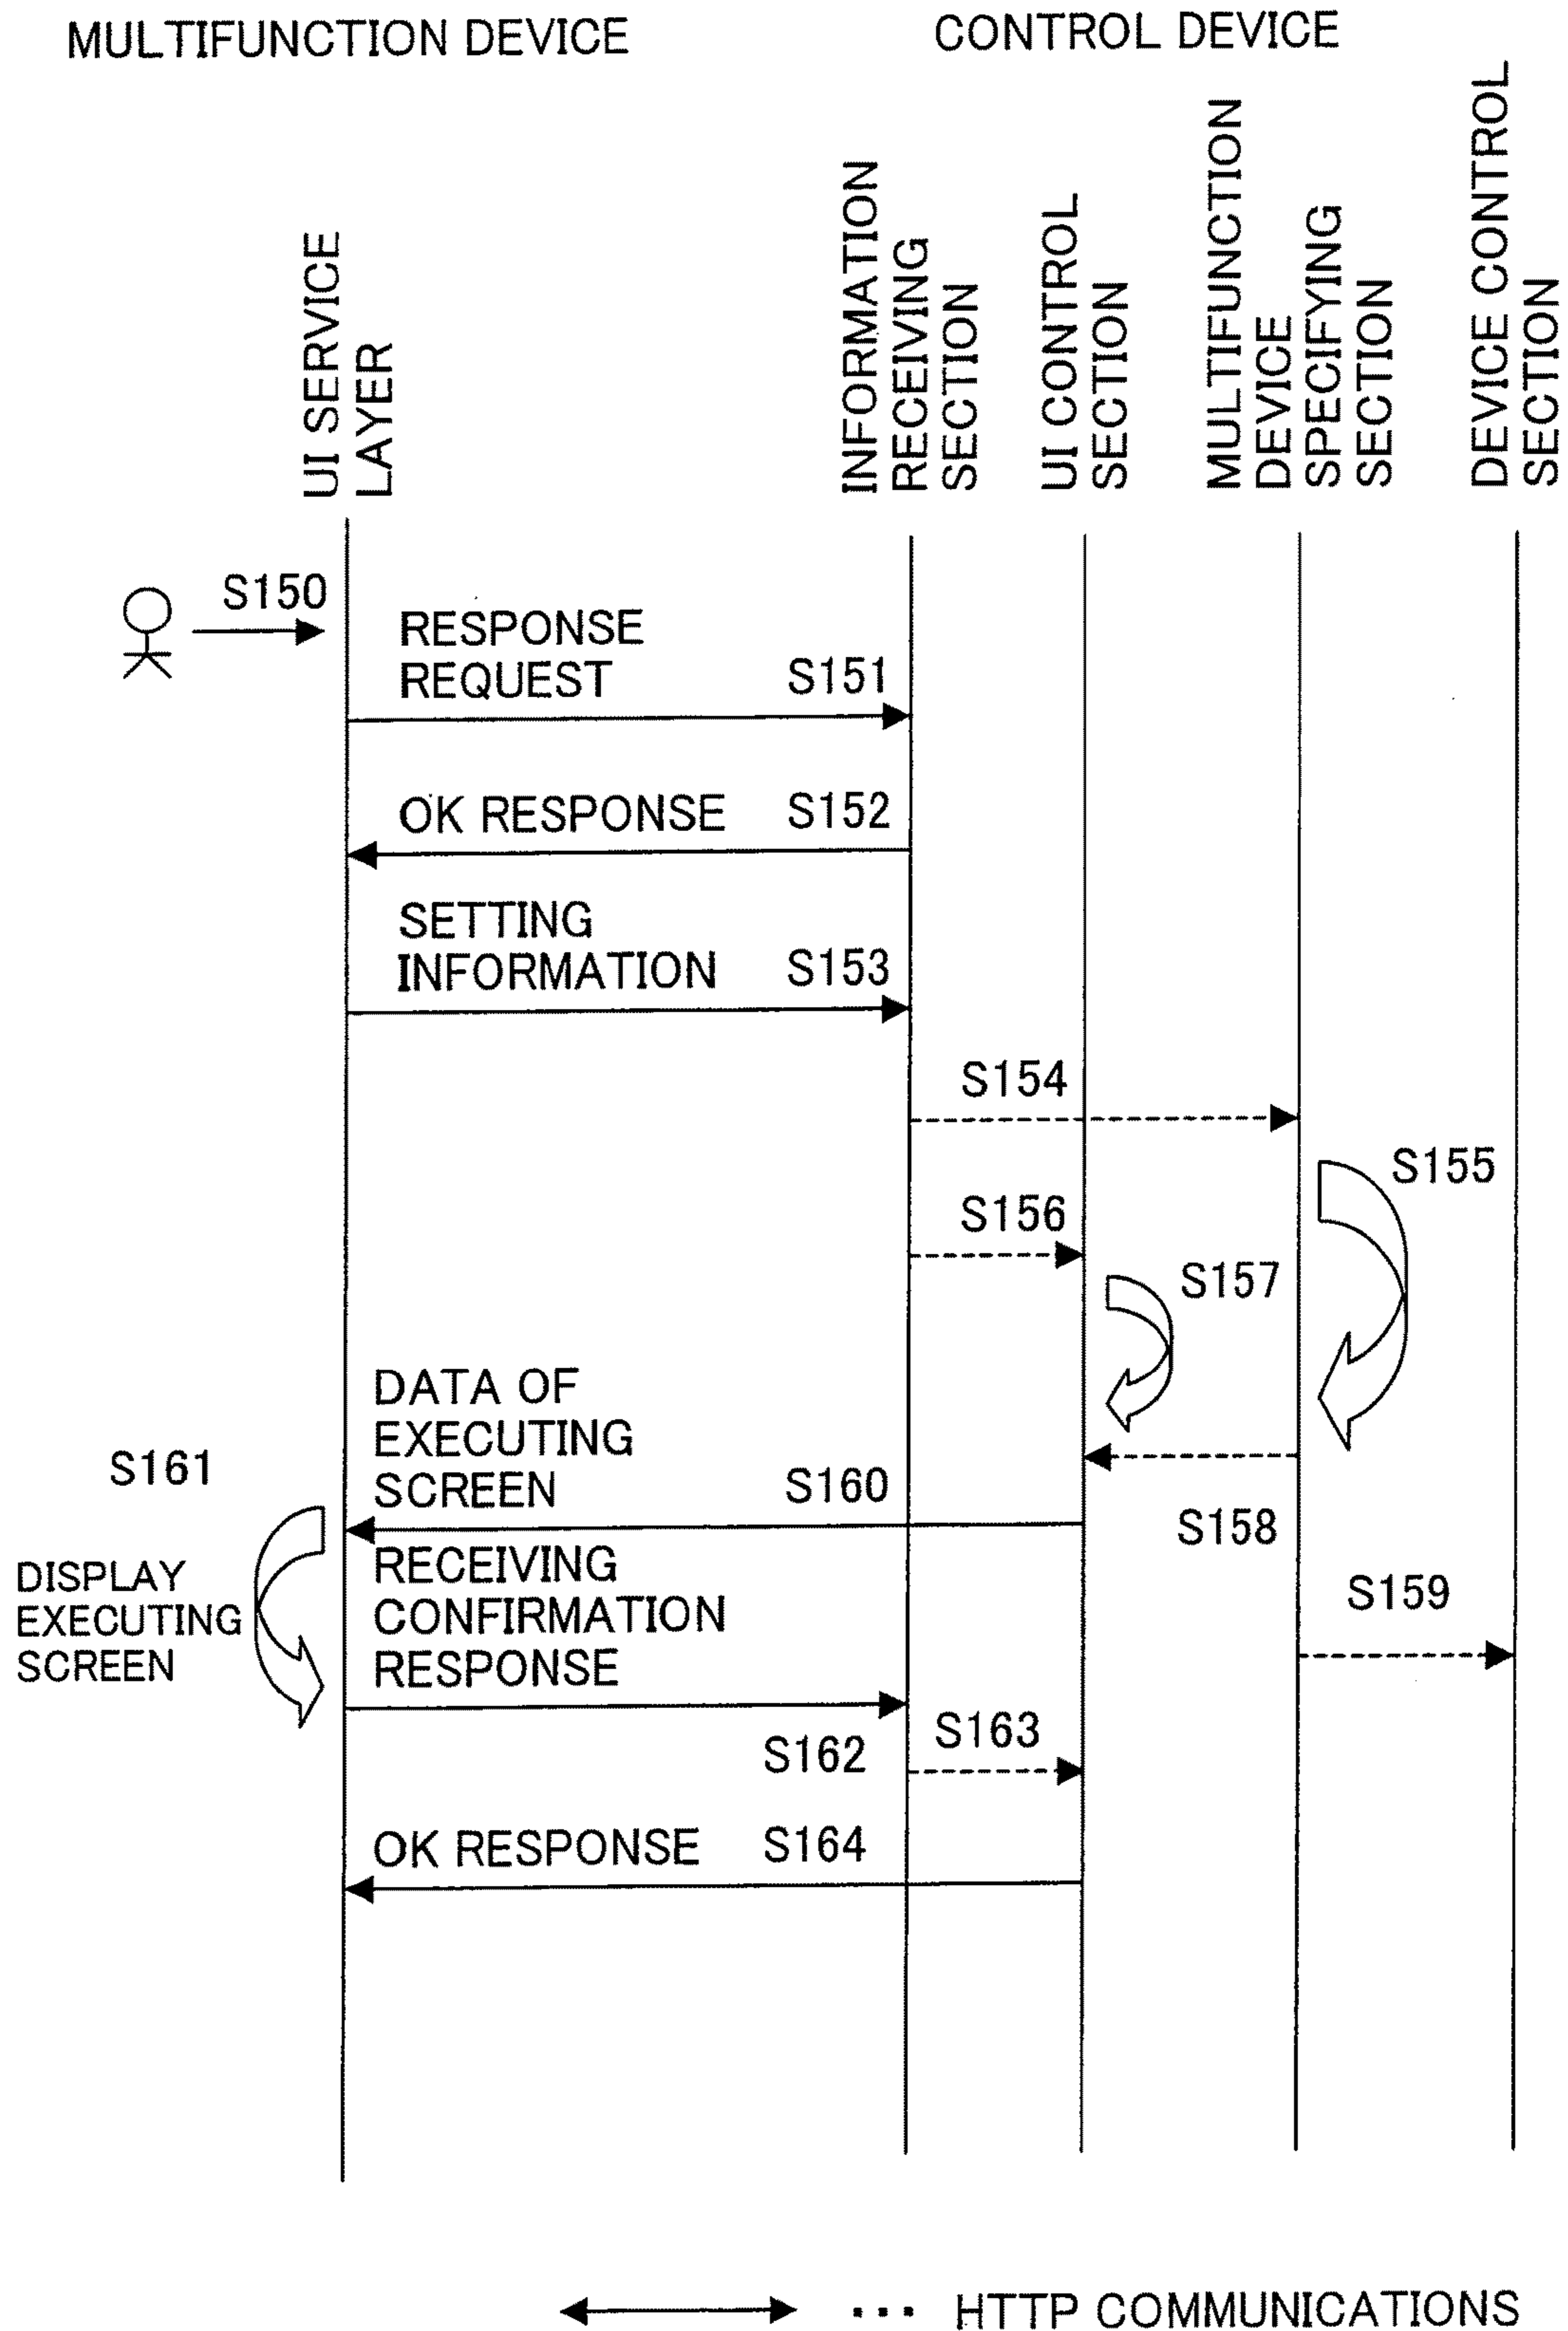 MULTIFUNCTION DEVICE
CONTROL DEVICE
UI SERVICE
LAYER
INFORMATION
RECEIVING
SECTION
UI CONTROL
SECTION
MULTIFUNCTION
DEVICE
SPECIFYING
SECTION
DEVICE CONTROL
SECTION
S150
RESPONSE
REQUEST
S151
OK RESPONSE
S152
SETTING
INFORMATION
S153
S154
S155
S156
S157
DATA OF
EXECUTING
SCREEN
S160
S158
S161
DISPLAY
EXECUTING
SCREEN
RECEIVING
CONFIRMATION
RESPONSE
S159
S162
S163
OK RESPONSE
S164
... HTTP COMMUNICATIONS